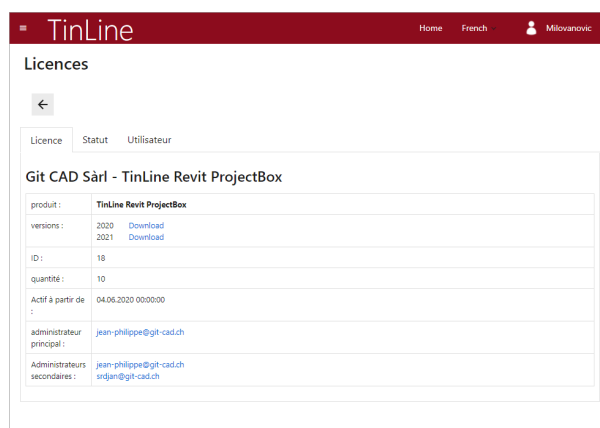 ≡ TinLine Home French Milovanovic
Licences
←
Licence Statut Utilisateur
Git CAD Sàrl - TinLine Revit ProjectBox
produit : TinLine Revit ProjectBox
versions : 2020 Download
2021 Download
ID : 18
quantité : 10
Actif à partir de 04.06.2020 00:00:00
:
administrateur jean-philippe@git-cad.ch
principal :
Administrateurs jean-philippe@git-cad.ch
secondaires : srdjan@git-cad.ch